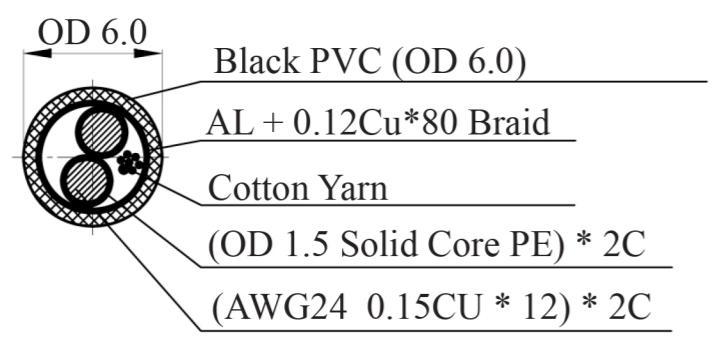 OD 6.0
Black PVC (OD 6.0)
AL + 0.12Cu*80 Braid
Cotton Yarn
(OD 1.5 Solid Core PE) * 2C
(AWG24 0.15CU * 12) * 2C